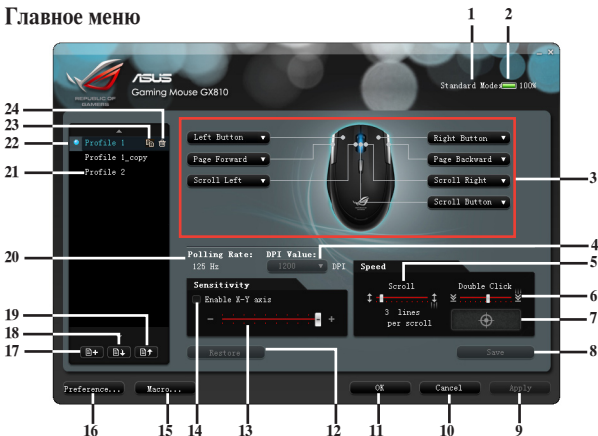 Главное меню
1
2
REPUBLIC OF
GAMERS
ASUS
Gaming Mouse GX810
Standard Mode: 100%
24
23
22
21
Profile 1
Profile 1_copy
Profile 2
Left Button
Page Forward
Scroll Left
Right Button
Page Backward
Scroll Right
Scroll Button
3
4
20
Polling Rate:
125 Hz
DPI Value:
1200
DPI
Speed
5
Scroll
Double Click
6
3 lines
per scroll
7
Sensitivity
Enable X-Y axis
- +
19
18
17
Restore
Save
8
Preference...
Macro...
OK
Cancel
Apply
16
15
14
13
12
11
10
9